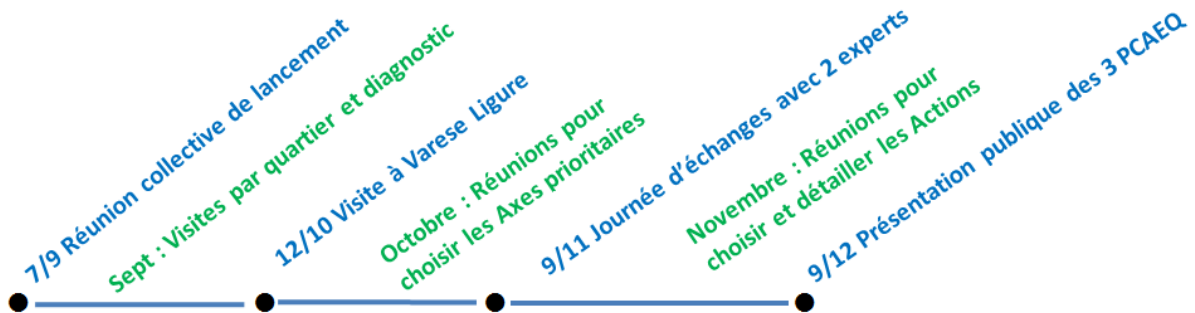 7/9 Réunion collective de lancement
Sept : Visites par quartier et diagnostic
12/10 Visite à Varese Ligure
Octobre : Réunions pour
choisir les Axes prioritaires
9/11 Journée d'échanges avec 2 experts
Novembre : Réunions pour
choisir et détailler les Actions
9/12 Présentation publique des 3 PCAEQ